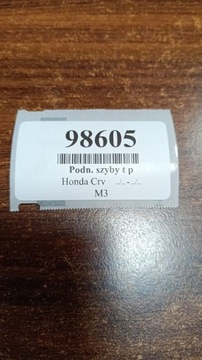 98605
Podn. szyby t p
Honda Crv ../.. - ../..
M3